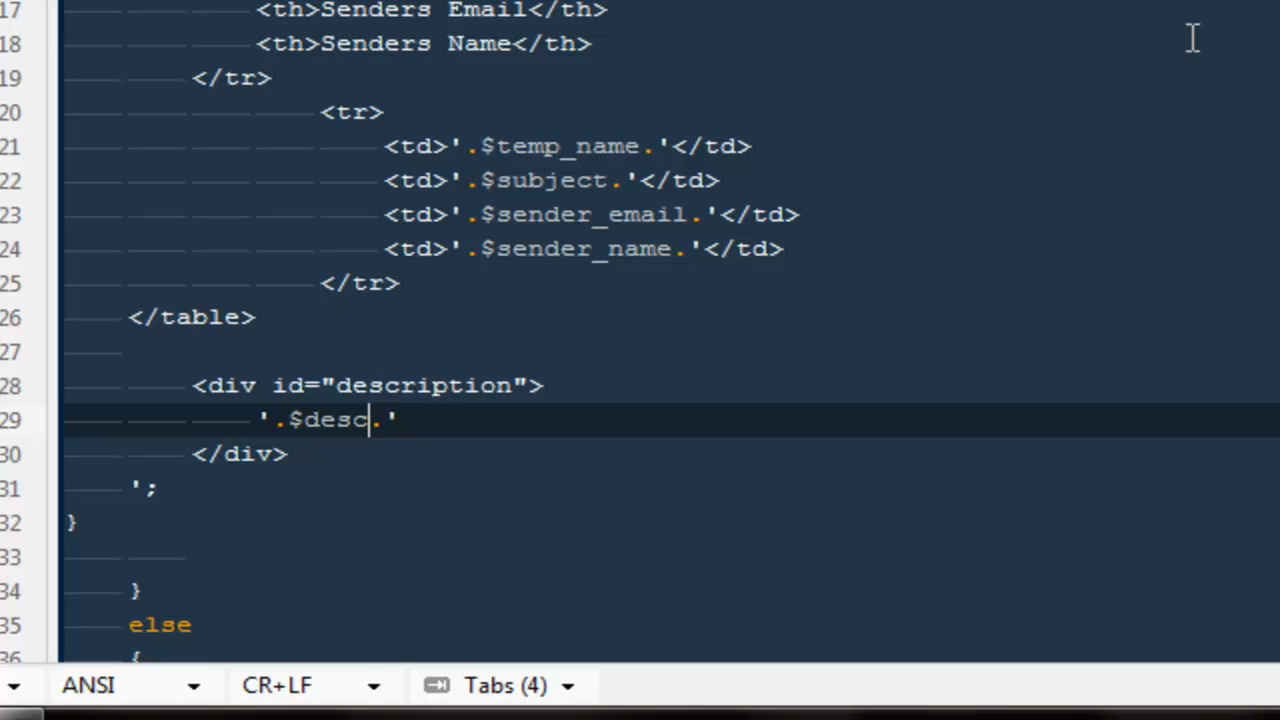 17 <th>Senders Email</th>
18 <th>Senders Name</th>
19 </tr>
20 <tr>
21 <td>'.$temp_name.'</td>
22 <td>'.$subject.'</td>
23 <td>'.$sender_email.'</td>
24 <td>'.$sender_name.'</td>
25 </tr>
26 </table>
27
28 <div id="description">
29 '.$desc.'
30 </div>
31 ';
32 }
33
34 }
35 else
36 {
ANSI CR+LF Tabs (4)